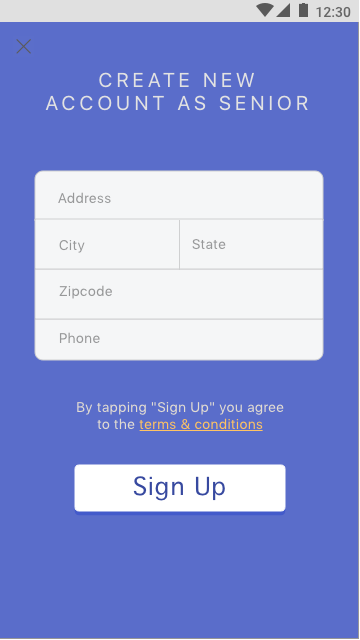 12:30
CREATE NEW
ACCOUNT AS SENIOR
Address
City
State
Zipcode
Phone
By tapping "Sign Up" you agree
to the terms & conditions
Sign Up